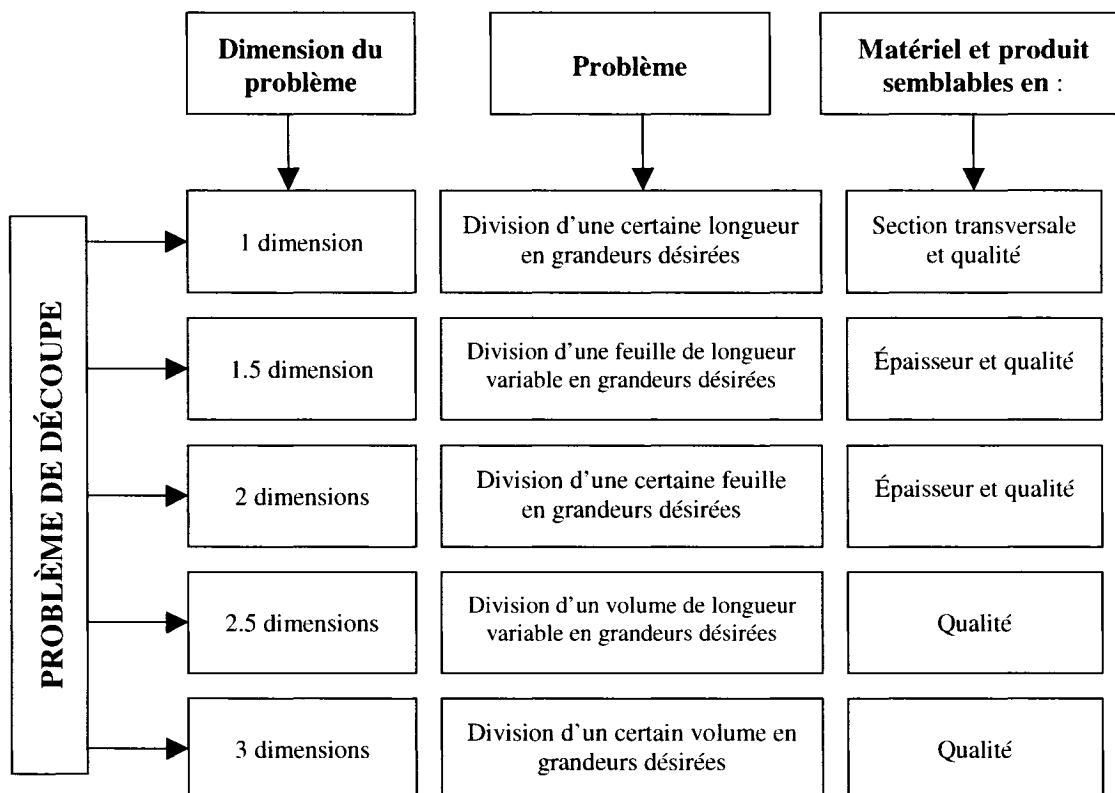 Dimension du
problème
Problème
Matériel et produit
semblables en :
PROBLÈME DE DÉCOUPE
1 dimension
Division d'une certaine longueur
en grandeurs désirées
Section transversale
et qualité
1.5 dimension
Division d'une feuille de longueur
variable en grandeurs désirées
Épaisseur et qualité
2 dimensions
Division d'une certaine feuille
en grandeurs désirées
Épaisseur et qualité
2.5 dimensions
Division d'un volume de longueur
variable en grandeurs désirées
Qualité
3 dimensions
Division d'un certain volume en
grandeurs désirées
Qualité